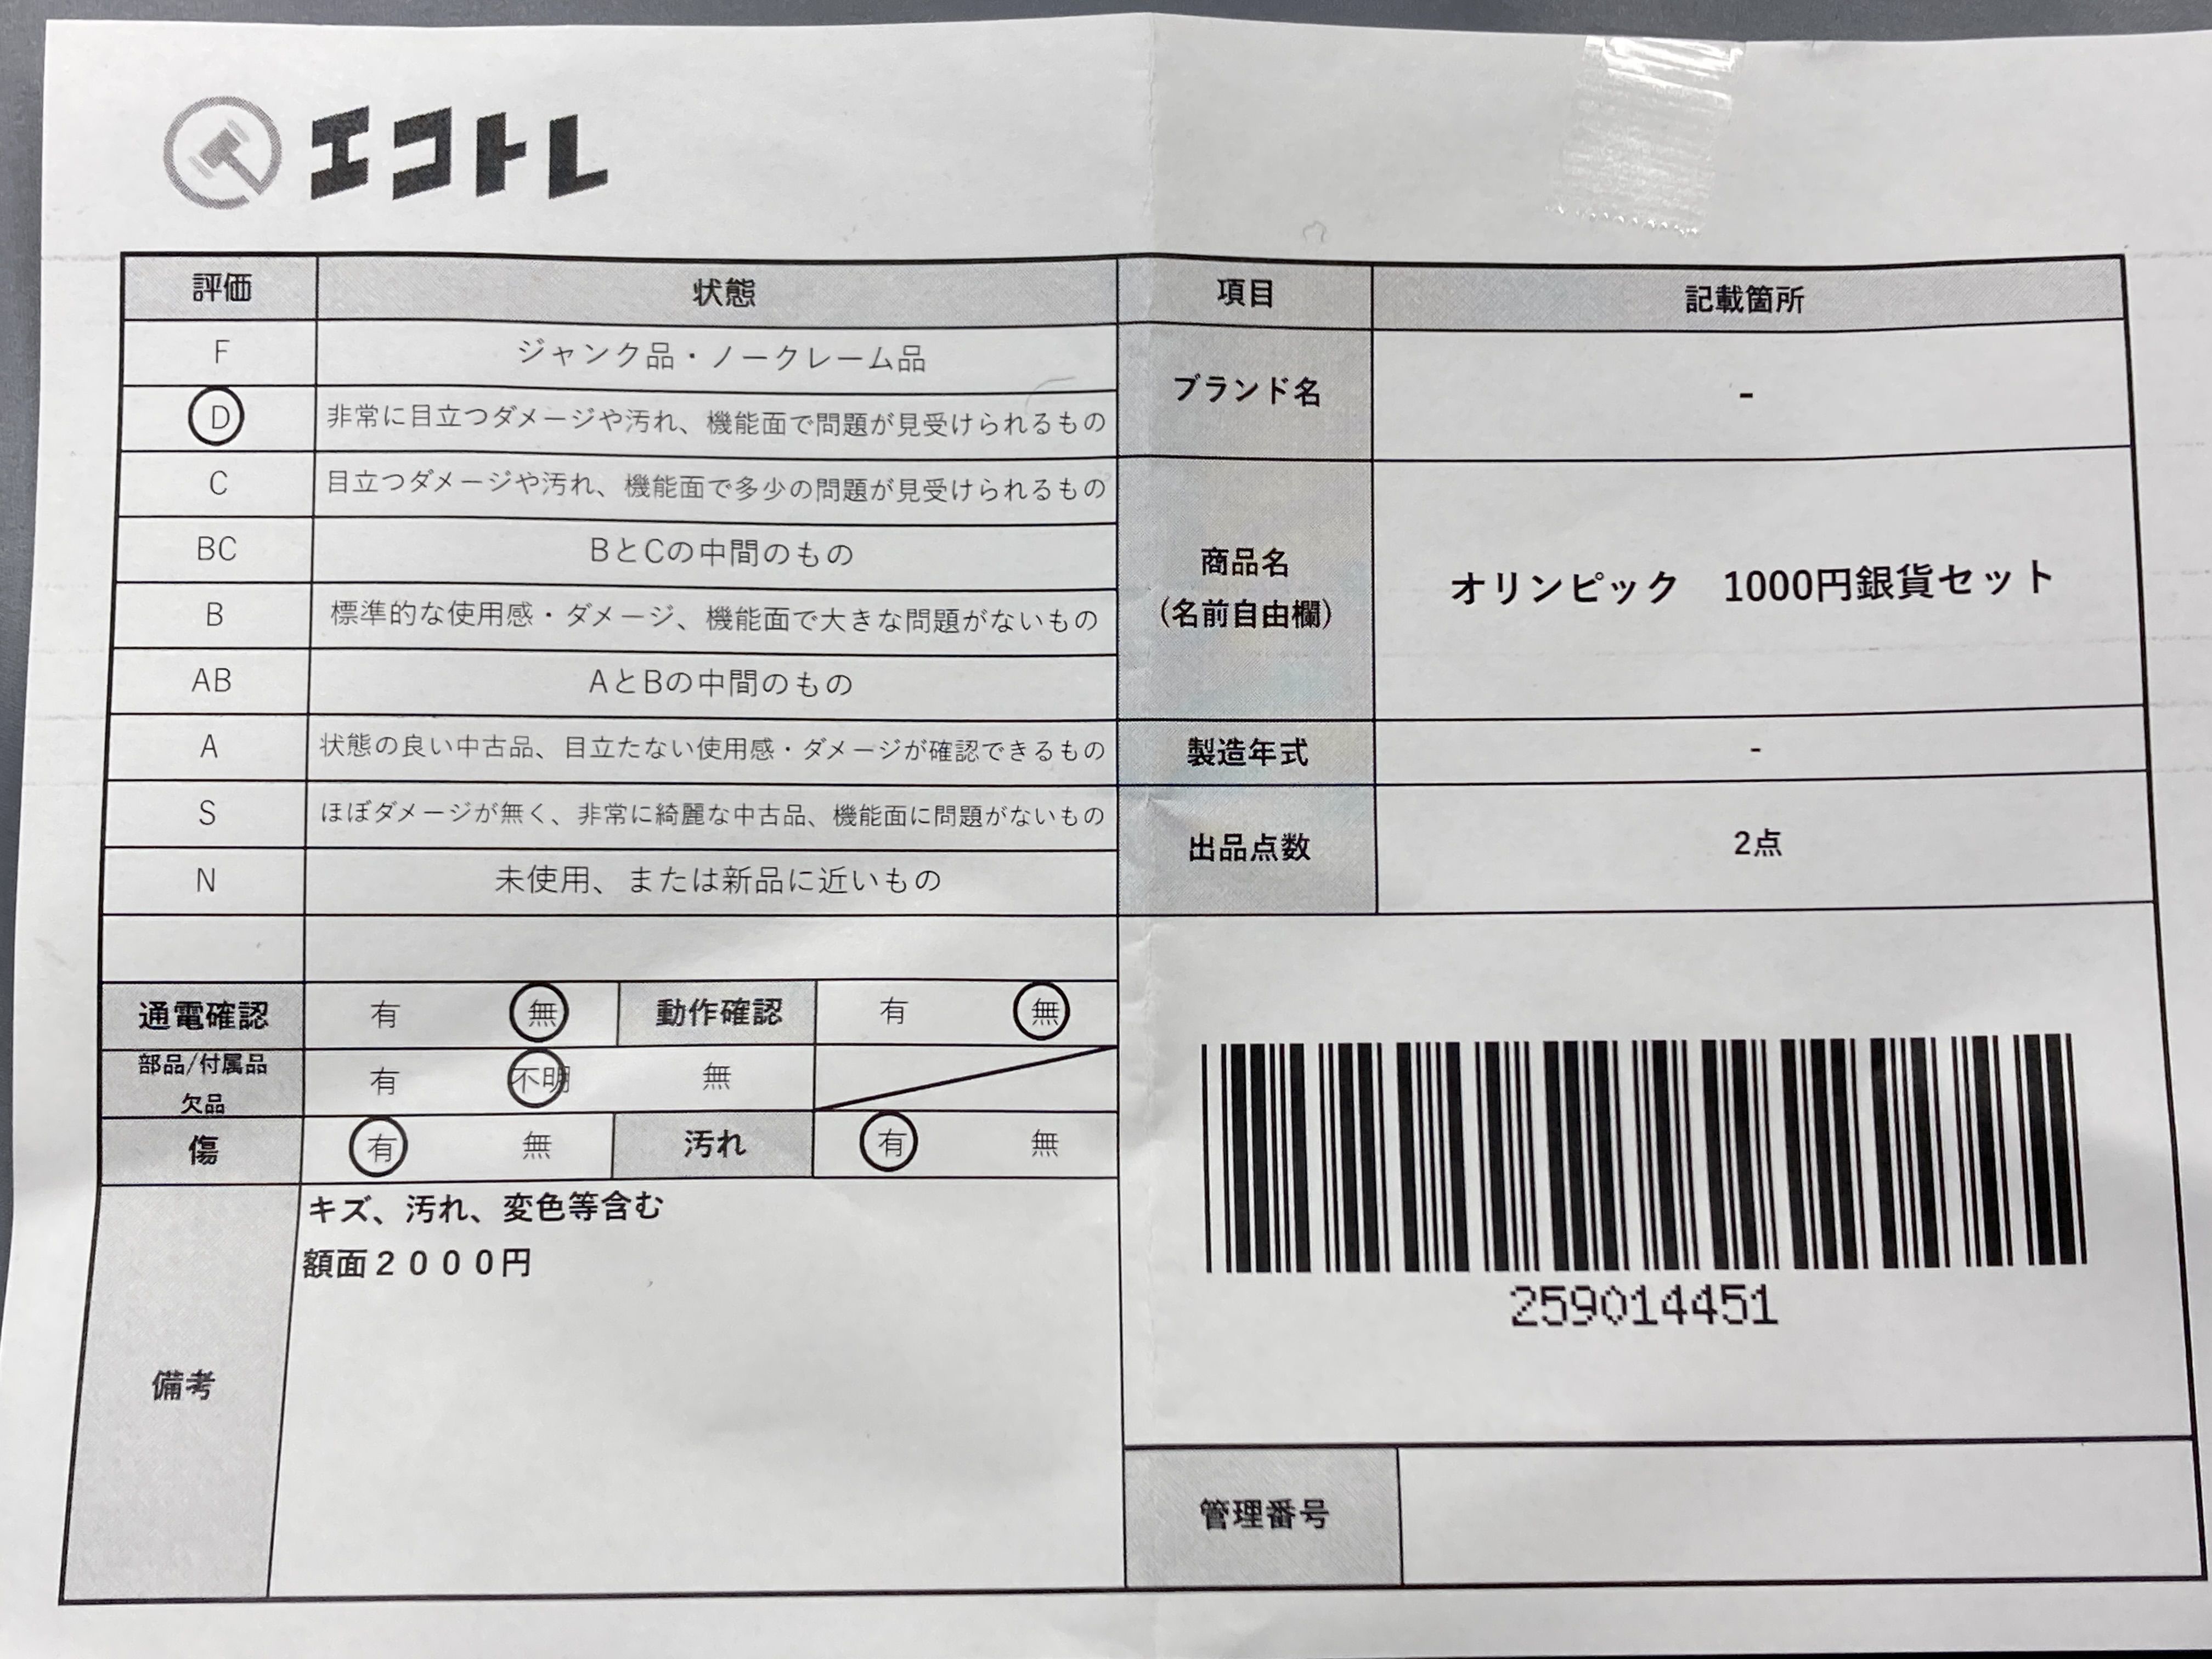 エコトレ
評価 状態 項目 記載箇所
F ジャンク品・ノークレーム品
D 非常に目立つダメージや汚れ、機能面で問題が見受けられるもの
ブランド名 -
C 目立つダメージや汚れ、機能面で多少の問題が見受けられるもの
BC BとCの中間のもの
商品名
(名前自由欄)
オリンピック 1000円銀貨セット
B 標準的な使用感・ダメージ、機能面で大きな問題がないもの
AB AとBの中間のもの
A 状態の良い中古品、目立たない使用感・ダメージが確認できるもの
製造年式 -
S ほぼダメージが無く、非常に綺麗な中古品、機能面に問題がないもの
出品点数 2点
N 未使用、または新品に近いもの
通電確認 有 無 動作確認 有 無
部品/付属品
欠品
有 不明 無
傷 有 無 汚れ 有 無
備考
キズ、汚れ、変色等含む
額面２０００円
259014451
管理番号